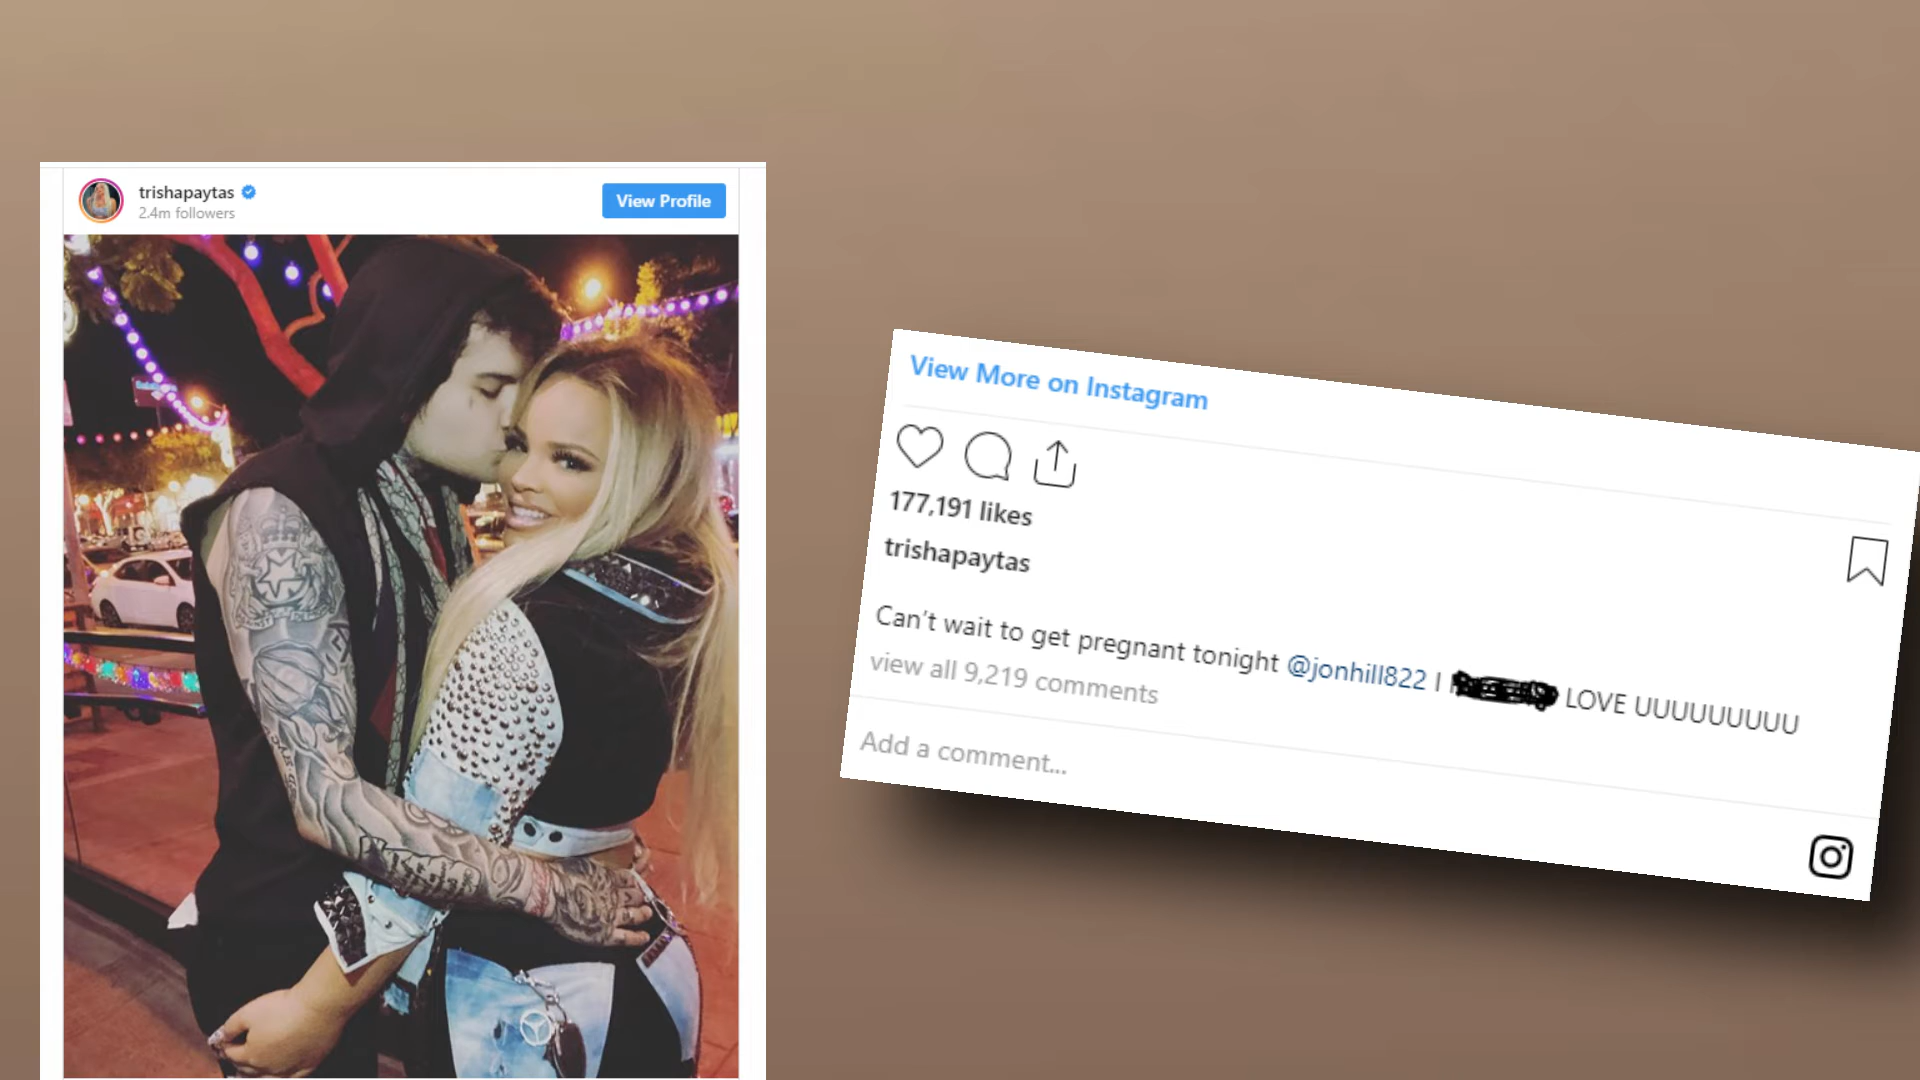 trishapaytas
2.4m followers
View Profile
View More on Instagram
177,191 likes
trishapaytas
Can't wait to get pregnant tonight @jonhill822 I LOVE UUUUUUUUU
view all 9,219 comments
Add a comment...